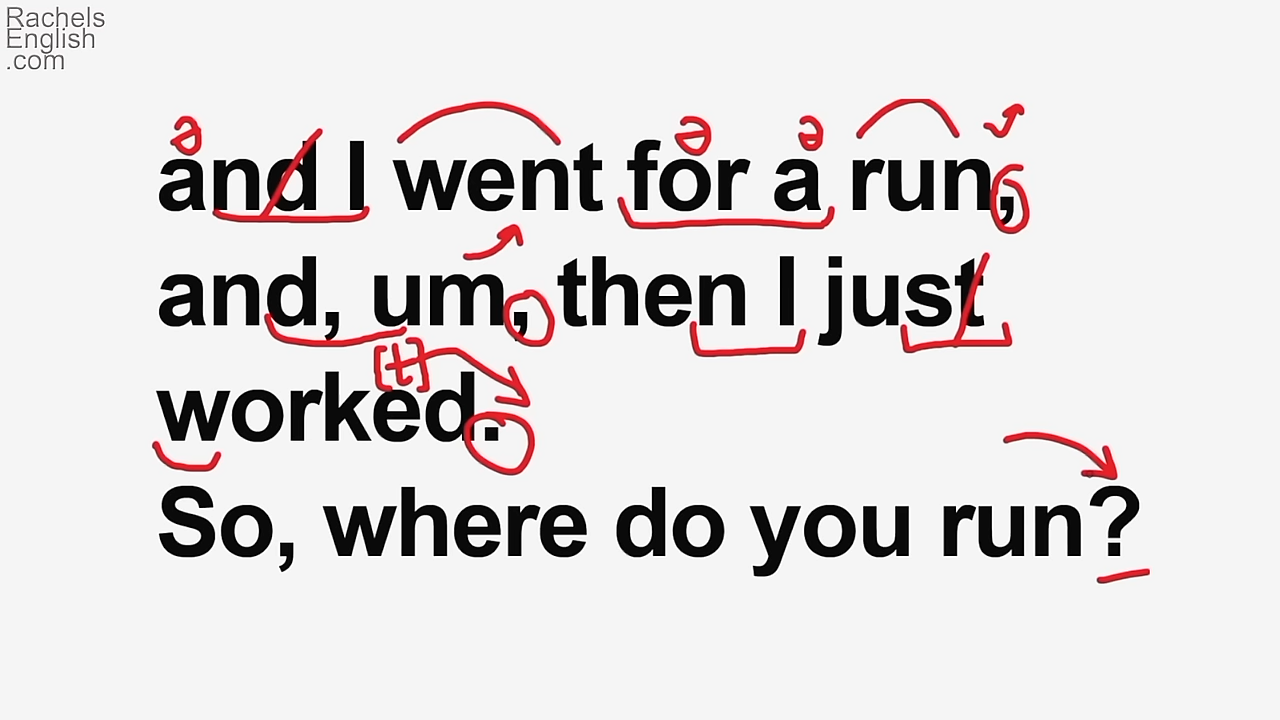 Rachels
English
.com
and I went for a run,
and, um, then I just
[t]
worked.
So, where do you run?